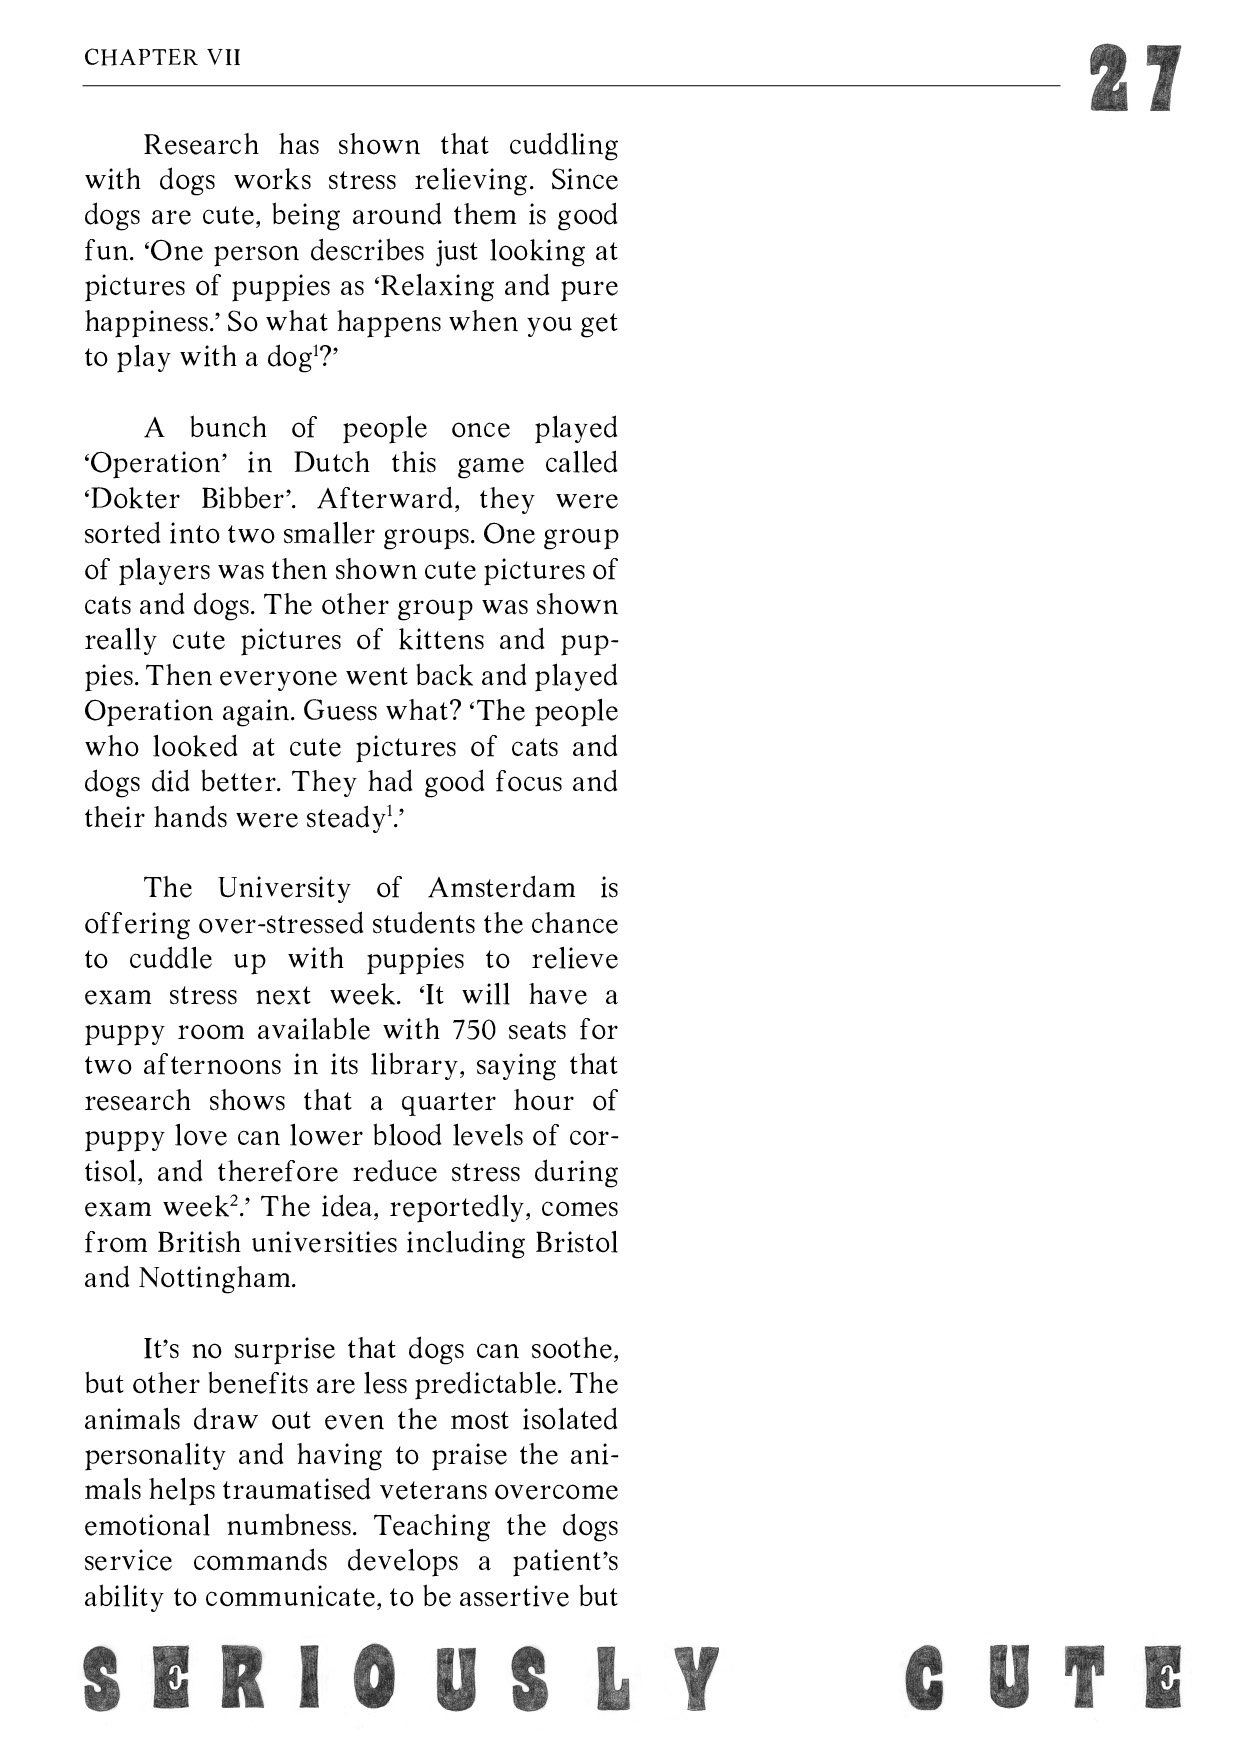 CHAPTER VII
27
Research has shown that cuddling
with dogs works stress relieving. Since
dogs are cute, being around them is good
fun. ‘One person describes just looking at
pictures of puppies as ‘Relaxing and pure
happiness.’ So what happens when you get
to play with a dog¹?’
A bunch of people once played
‘Operation’ in Dutch this game called
‘Dokter Bibber’. Afterward, they were
sorted into two smaller groups. One group
of players was then shown cute pictures of
cats and dogs. The other group was shown
really cute pictures of kittens and pup-
pies. Then everyone went back and played
Operation again. Guess what? ‘The people
who looked at cute pictures of cats and
dogs did better. They had good focus and
their hands were steady¹.’
The University of Amsterdam is
offering over-stressed students the chance
to cuddle up with puppies to relieve
exam stress next week. ‘It will have a
puppy room available with 750 seats for
two afternoons in its library, saying that
research shows that a quarter hour of
puppy love can lower blood levels of cor-
tisol, and therefore reduce stress during
exam week².’ The idea, reportedly, comes
from British universities including Bristol
and Nottingham.
It’s no surprise that dogs can soothe,
but other benefits are less predictable. The
animals draw out even the most isolated
personality and having to praise the ani-
mals helps traumatised veterans overcome
emotional numbness. Teaching the dogs
service commands develops a patient’s
ability to communicate, to be assertive but
SERIOUSLY CUTE